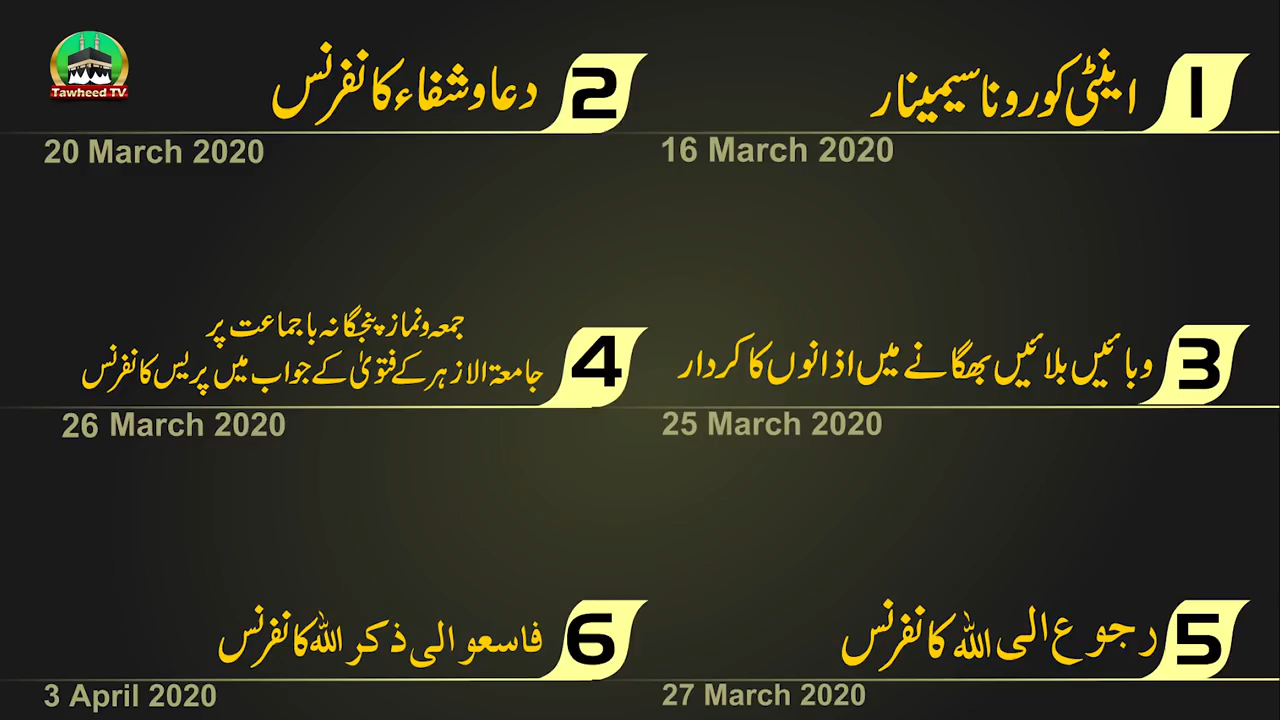 Tawheed TV
1
اینٹی کورونا سیمینار
16 March 2020
2
دعا و شفاء کانفرنس
20 March 2020
3
وبائیں بلائیں بھگانے میں اذانوں کا کردار
25 March 2020
4
جمعہ و نماز پنجگانہ باجماعت پر
جامعۃ الازہر کے فتویٰ کے جواب میں پریس کانفرنس
26 March 2020
5
رجوع الی اللہ کانفرنس
27 March 2020
6
فاسعو الی ذکر اللہ کانفرنس
3 April 2020